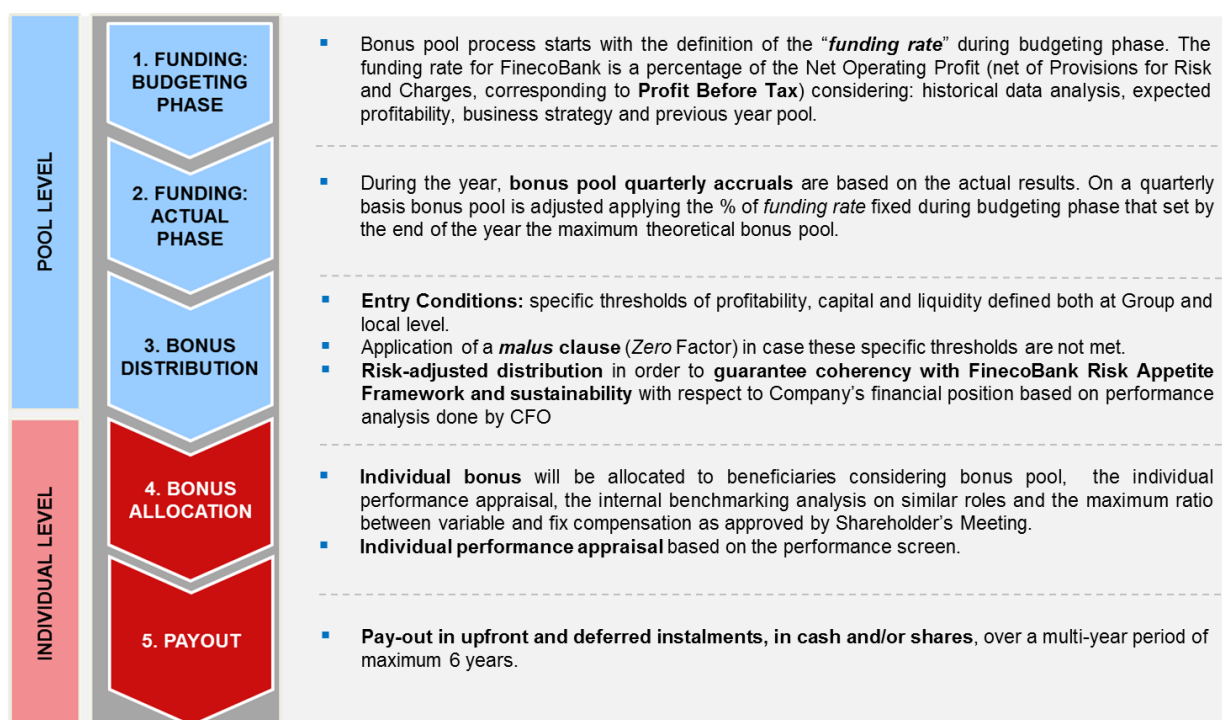 POOL LEVEL
1. FUNDING:
BUDGETING
PHASE
▪ Bonus pool process starts with the definition of the “funding rate” during budgeting phase. The
funding rate for FinecoBank is a percentage of the Net Operating Profit (net of Provisions for Risk
and Charges, corresponding to Profit Before Tax) considering: historical data analysis, expected
profitability, business strategy and previous year pool.
2. FUNDING:
ACTUAL
PHASE
▪ During the year, bonus pool quarterly accruals are based on the actual results. On a quarterly
basis bonus pool is adjusted applying the % of funding rate fixed during budgeting phase that set by
the end of the year the maximum theoretical bonus pool.
3. BONUS
DISTRIBUTION
▪ Entry Conditions: specific thresholds of profitability, capital and liquidity defined both at Group and
local level.
▪ Application of a malus clause (Zero Factor) in case these specific thresholds are not met.
▪ Risk-adjusted distribution in order to guarantee coherency with FinecoBank Risk Appetite
Framework and sustainability with respect to Company’s financial position based on performance
analysis done by CFO
INDIVIDUAL LEVEL
4. BONUS
ALLOCATION
▪ Individual bonus will be allocated to beneficiaries considering bonus pool, the individual
performance appraisal, the internal benchmarking analysis on similar roles and the maximum ratio
between variable and fix compensation as approved by Shareholder’s Meeting.
▪ Individual performance appraisal based on the performance screen.
5. PAYOUT
▪ Pay-out in upfront and deferred instalments, in cash and/or shares, over a multi-year period of
maximum 6 years.